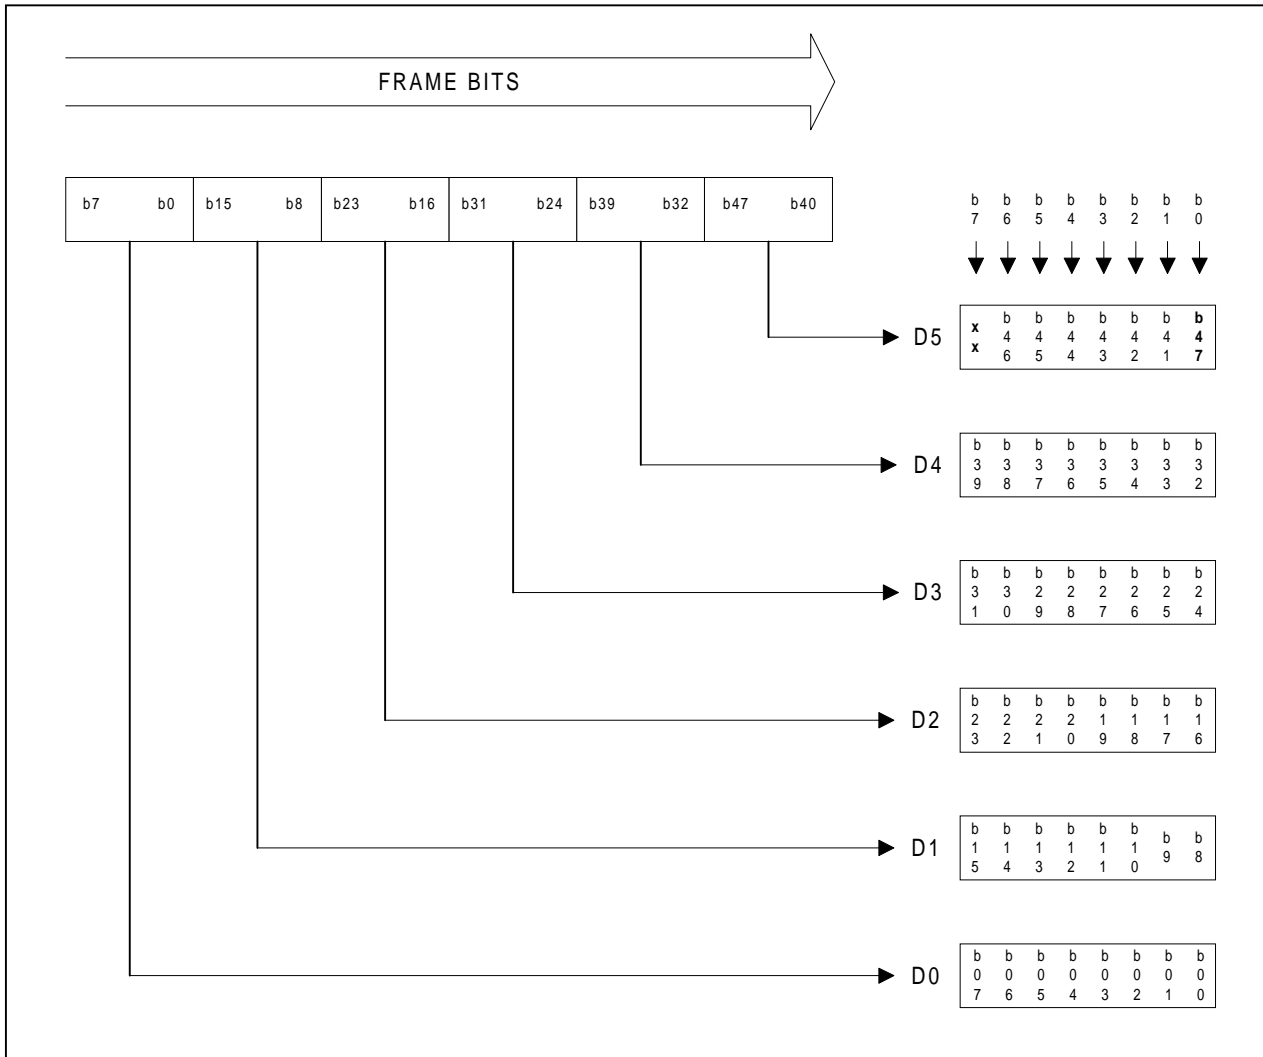 FRAME BITS
b7 b0 b15 b8 b23 b16 b31 b24 b39 b32 b47 b40
b7 b6 b5 b4 b3 b2 b1 b0
D5 xx b46 b45 b44 b43 b42 b41 b47
D4 b39 b38 b37 b36 b35 b34 b33 b32
D3 b31 b30 b29 b28 b27 b26 b25 b24
D2 b23 b22 b21 b20 b19 b18 b17 b16
D1 b15 b14 b13 b12 b11 b10 b9 b8
D0 b07 b06 b05 b04 b03 b02 b01 b00